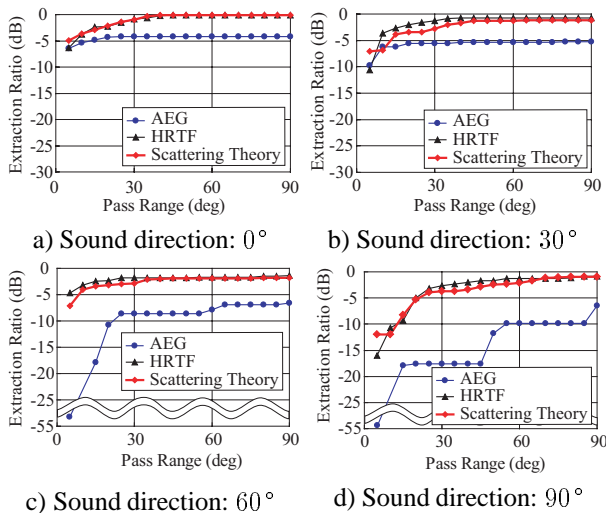 Extraction Ratio (dB)
0
-5
-10
-15
-20
-25
-30
AEG
HRTF
Scattering Theory
0 30 60 90
Pass Range (deg)
a) Sound direction: 0°
Extraction Ratio (dB)
0
-5
-10
-15
-20
-25
-30
AEG
HRTF
Scattering Theory
0 30 60 90
Pass Range (deg)
b) Sound direction: 30°
Extraction Ratio (dB)
0
-5
-10
-15
-20
-25
-55
AEG
HRTF
Scattering Theory
0 30 60 90
Pass Range (deg)
c) Sound direction: 60°
Extraction Ratio (dB)
0
-5
-10
-15
-20
-25
-55
AEG
HRTF
Scattering Theory
0 30 60 90
Pass Range (deg)
d) Sound direction: 90°